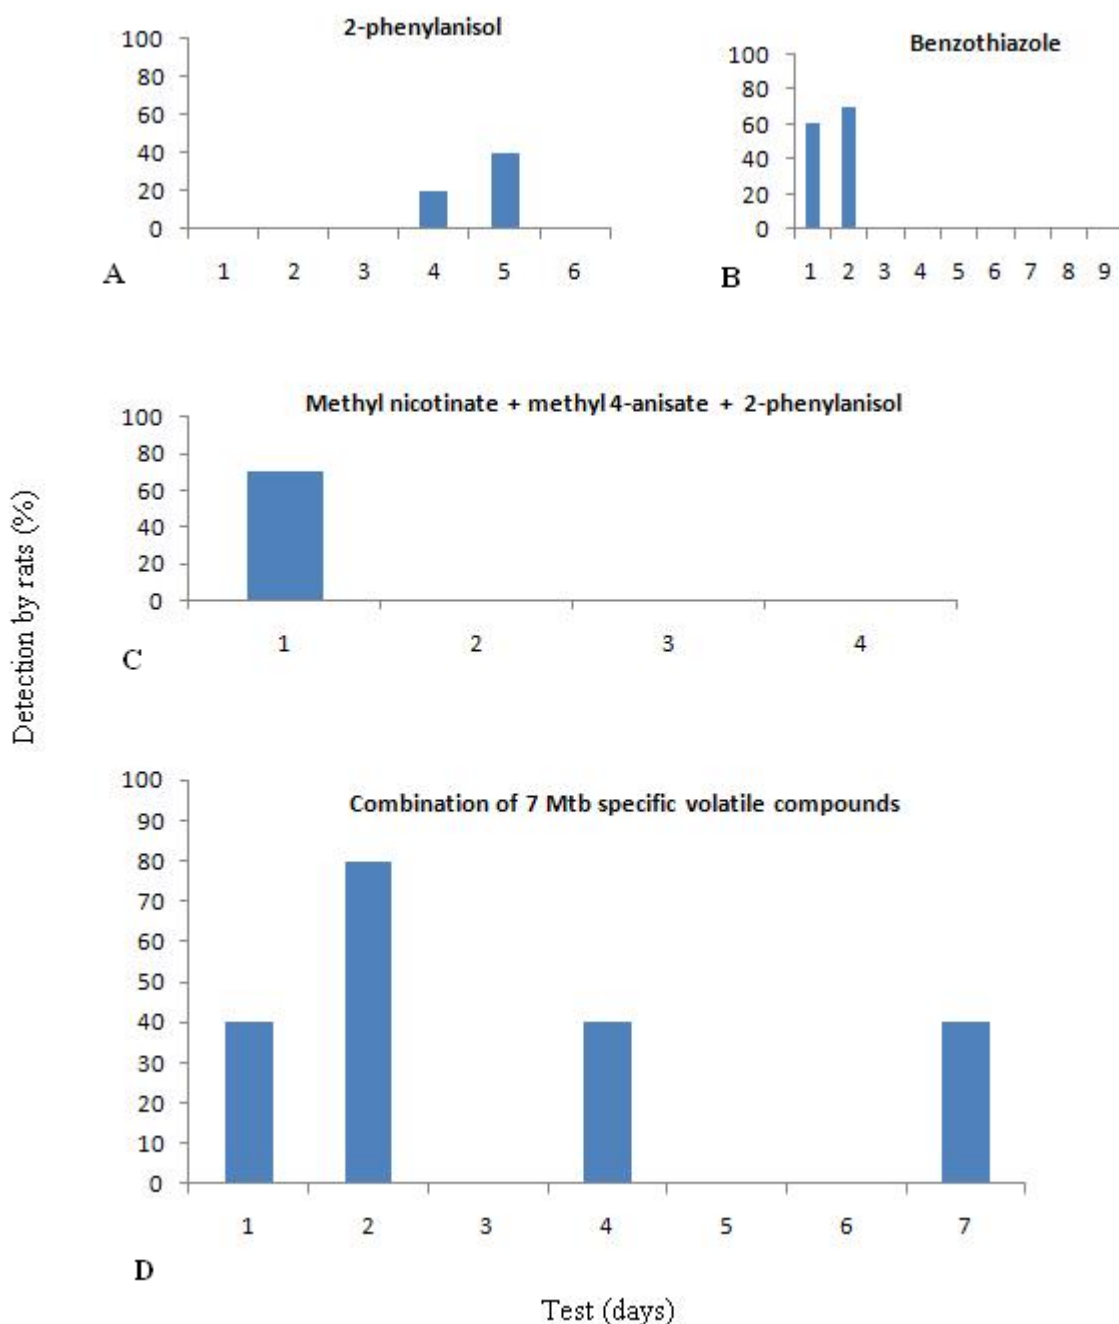 2-phenylanisol
100
80
60
40
20
0
1 2 3 4 5 6
A
Benzothiazole
100
80
60
40
20
0
1 2 3 4 5 6 7 8 9
B
Detection by rats (%)
Methyl nicotinate + methyl 4-anisate + 2-phenylanisol
100
80
60
40
20
0
1 2 3 4
C
Combination of 7 Mtb specific volatile compounds
100
90
80
70
60
50
40
30
20
10
0
1 2 3 4 5 6 7
D
Test (days)